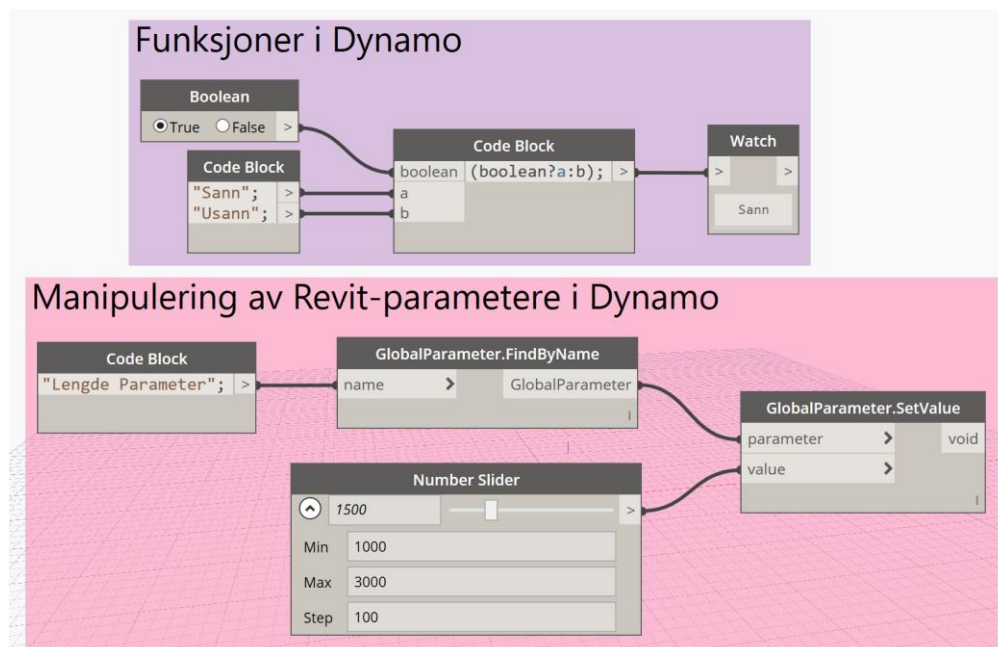 Funksjoner i Dynamo
Boolean
True False >
Code Block
"Sann"; >
"Usann"; >
Code Block
boolean (boolean?a:b); >
a
b
Watch
> >
Sann
Manipulering av Revit-parametere i Dynamo
Code Block
"Lengde Parameter"; >
GlobalParameter.FindByName
name > GlobalParameter
l
Number Slider
1500 >
Min 1000
Max 3000
Step 100
GlobalParameter.SetValue
parameter > void
value >
l